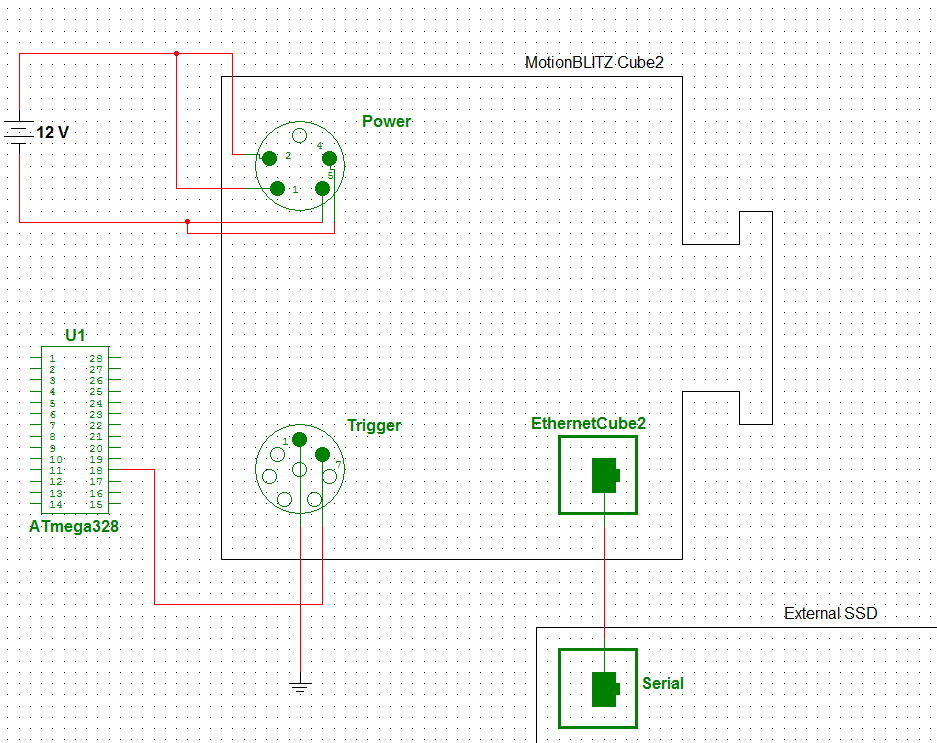 MotionBLITZ Cube2
Power
12 V
4
2
5
1
U1
1 28
2 27
3 26
4 25
5 24
6 23
7 22
8 21
9 20
10 19
11 18
12 17
13 16
14 15
ATmega328
Trigger
1
7
EthernetCube2
External SSD
Serial